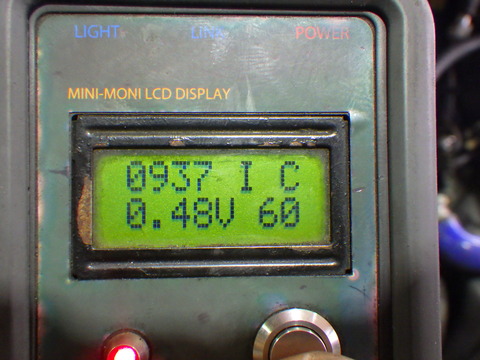 LIGHT LINK POWER
MINI-MONI LCD DISPLAY
0937 I C
0.48V 60